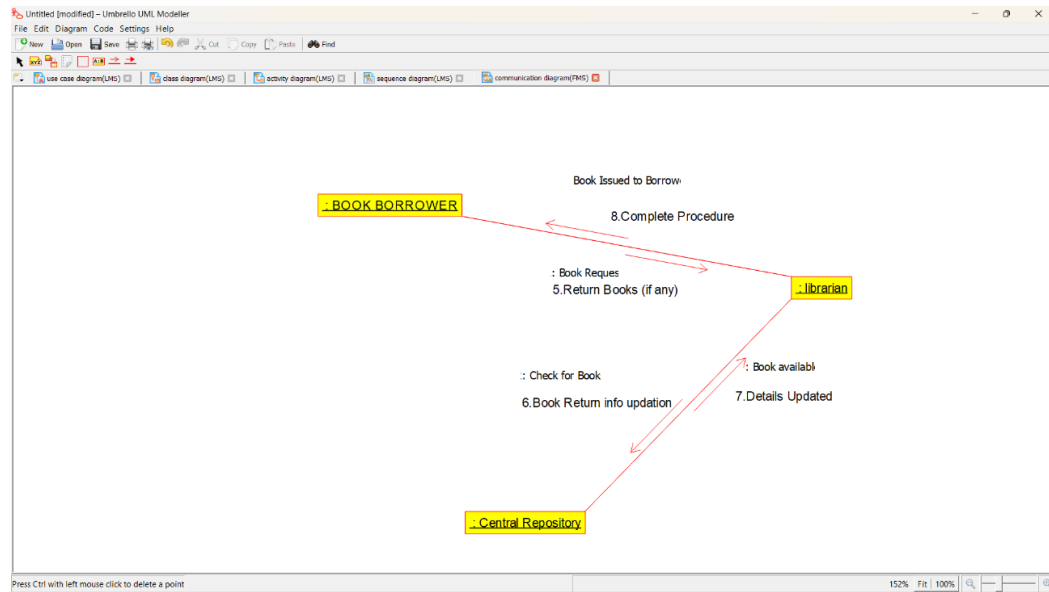 Untitled [modified] – Umbrello UML Modeller
File Edit Diagram Code Settings Help
New Open Save Cut Copy Paste Find
use case diagram(LMS) class diagram(LMS) activity diagram(LMS) sequence diagram(LMS) communication diagram(FMS)
Book Issued to Borrow
: BOOK BORROWER
8.Complete Procedure
: Book Reques
5.Return Books (if any)
: librarian
: Book availabl
:: Check for Book
7.Details Updated
6.Book Return info updation
: Central Repository
Press Ctrl with left mouse click to delete a point
152% Fit 100%